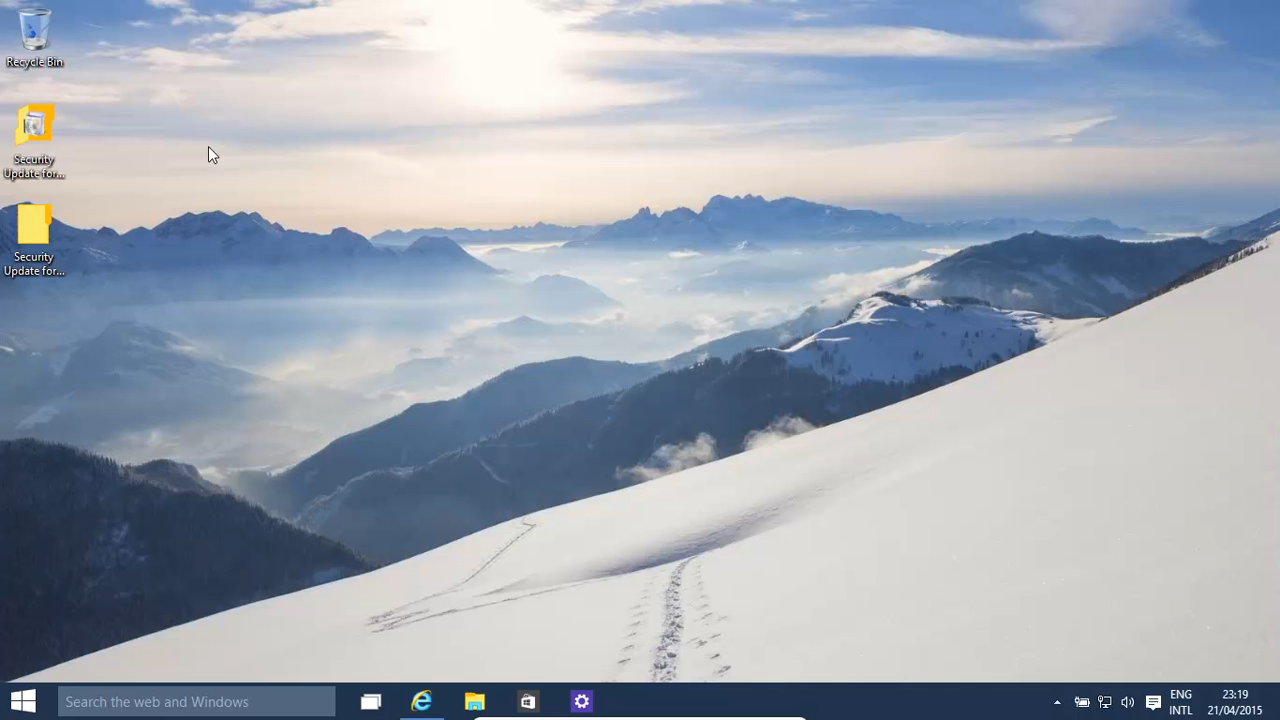 Recycle Bin
Security
Update for...
Security
Update for...
Search the web and Windows
ENG
INTL
23:19
21/04/2015